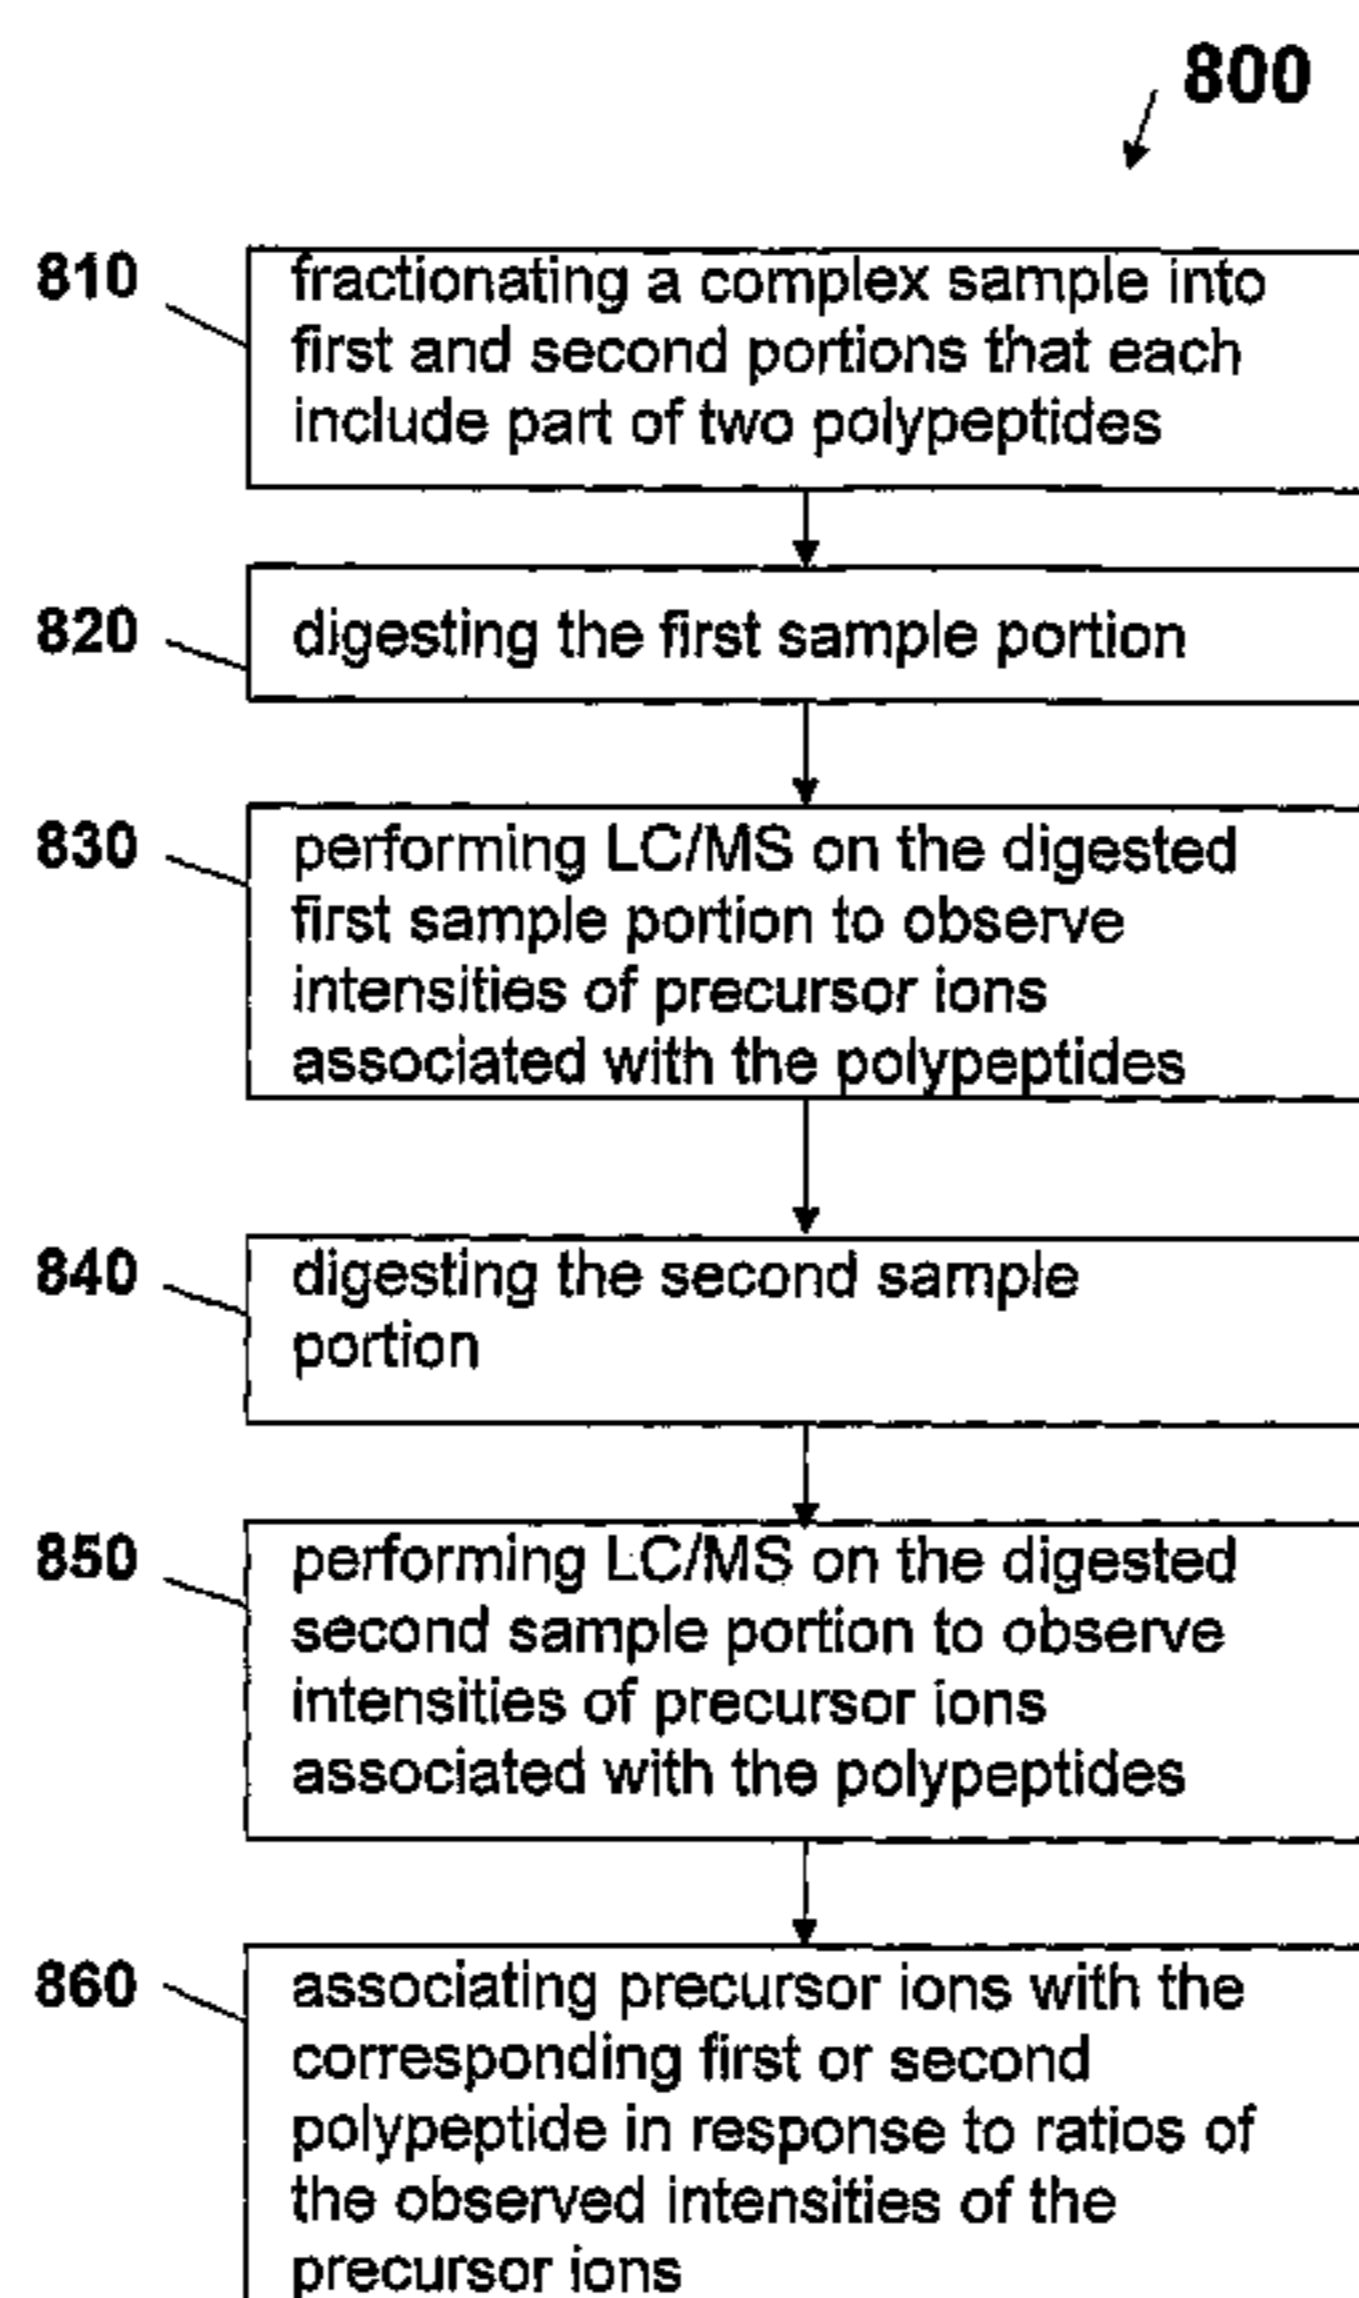 800
810
fractionating a complex sample into
first and second portions that each
include part of two polypeptides
820
digesting the first sample portion
830
performing LC/MS on the digested
first sample portion to observe
intensities of precursor ions
associated with the polypeptides
840
digesting the second sample
portion
850
performing LC/MS on the digested
second sample portion to observe
intensities of precursor ions
associated with the polypeptides
860
associating precursor ions with the
corresponding first or second
polypeptide in response to ratios of
the observed intensities of the
precursor ions